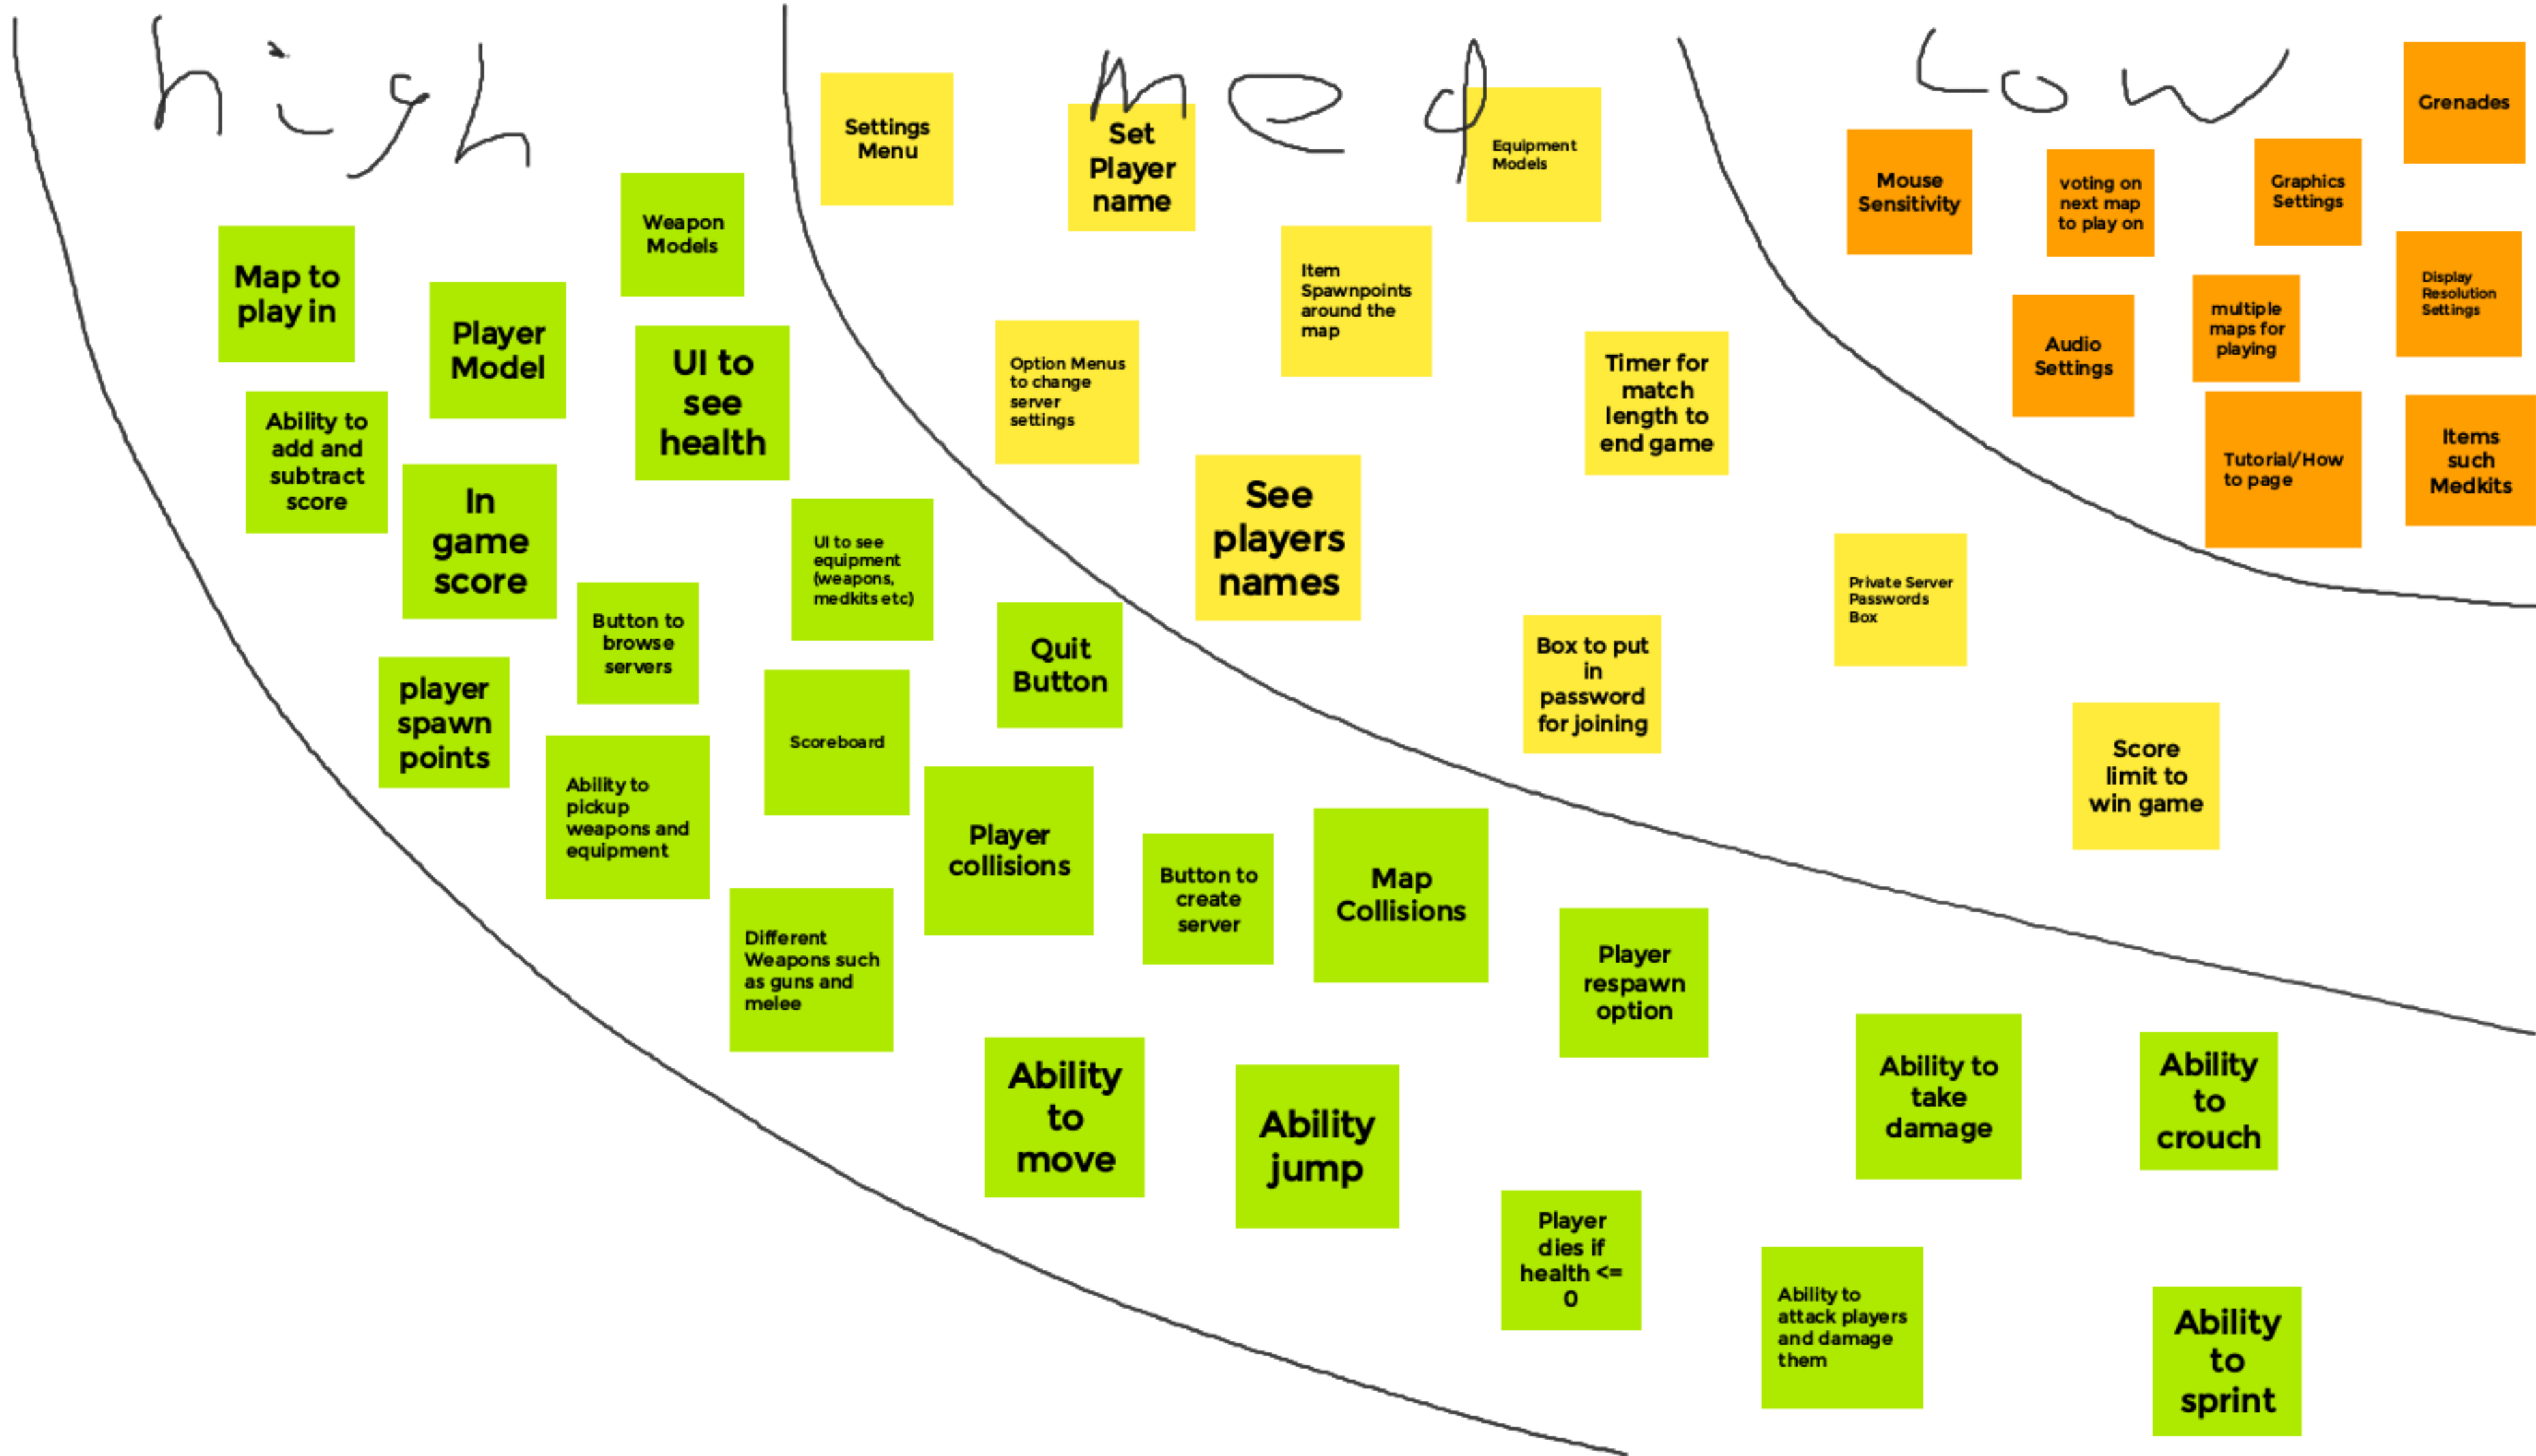 high
med
Low
Map to
play in
Player
Model
Weapon
Models
UI to
see
health
Ability to
add and
subtract
score
In
game
score
Button to
browse
servers
UI to see
equipment
(weapons,
medkits etc)
Quit
Button
player
spawn
points
Ability to
pickup
weapons and
equipment
Scoreboard
Player
collisions
Different
Weapons such
as guns and
melee
Button to
create
server
Map
Collisions
Player
respawn
option
Ability
to
move
Ability
jump
Player
dies if
health <=
0
Ability to
take
damage
Ability
to
crouch
Ability to
attack players
and damage
them
Ability
to
sprint
Settings
Menu
Set
Player
name
Equipment
Models
Item
Spawnpoints
around the
map
Option Menus
to change
server
settings
Timer for
match
length to
end game
See
players
names
Box to put
in
password
for joining
Private Server
Passwords
Box
Score
limit to
win game
Grenades
Mouse
Sensitivity
voting on
next map
to play on
Graphics
Settings
Display
Resolution
Settings
Audio
Settings
multiple
maps for
playing
Tutorial/How
to page
Items
such
Medkits